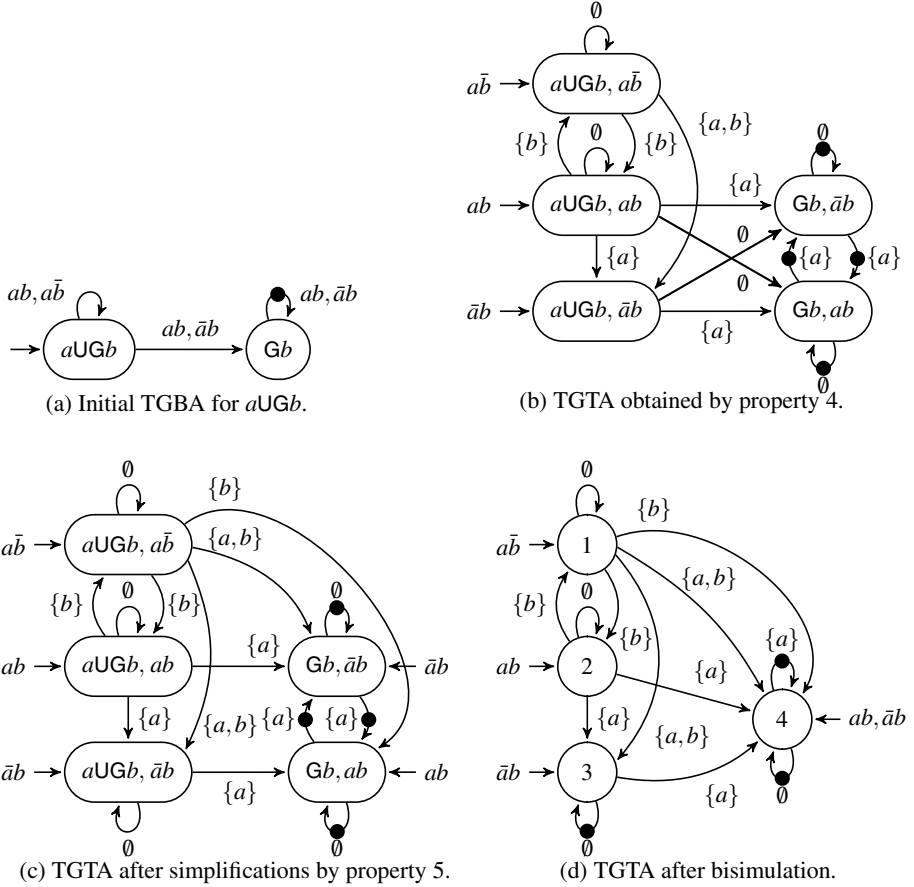 ∅
ab̄
aUGb, ab̄
{a,b}
{b}
∅
{b}
∅
ab
aUGb, ab
{a}
Gb, āb
{a}
∅
{a}
{a}
∅
āb
aUGb, āb
{a}
Gb, ab
∅
ab, ab̄
ab, āb
ab, āb
aUGb
Gb
(a) Initial TGBA for aUGb.
(b) TGTA obtained by property 4.
∅
{b}
ab̄
aUGb, ab̄
{a,b}
{b}
∅
{b}
∅
ab
aUGb, ab
{a}
Gb, āb
āb
{a}
{a,b}
{a}
{a}
āb
aUGb, āb
{a}
Gb, ab
ab
∅
∅
(c) TGTA after simplifications by property 5.
∅
{b}
ab̄
1
{a,b}
{b}
∅
{b}
{a}
ab
2
{a}
{a}
{a,b}
4
ab, āb
āb
3
{a}
∅
∅
(d) TGTA after bisimulation.